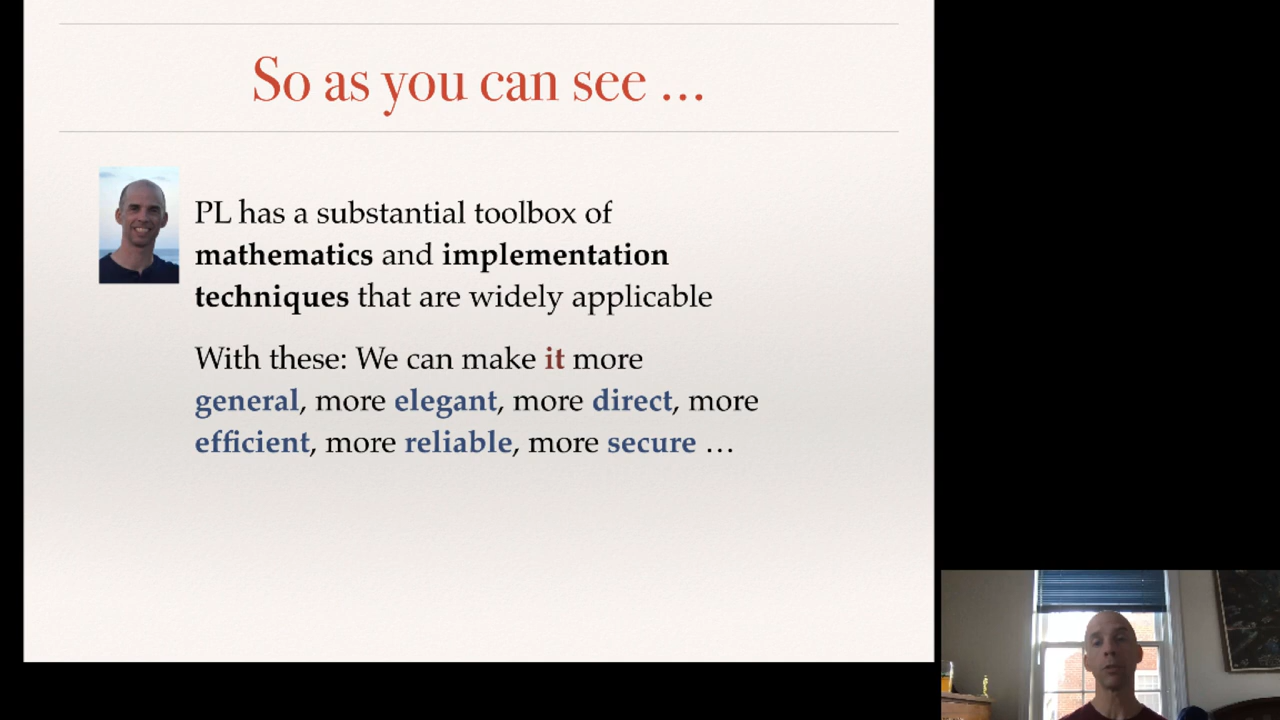 So as you can see …
PL has a substantial toolbox of
mathematics and implementation
techniques that are widely applicable
With these: We can make it more
general, more elegant, more direct, more
efficient, more reliable, more secure …